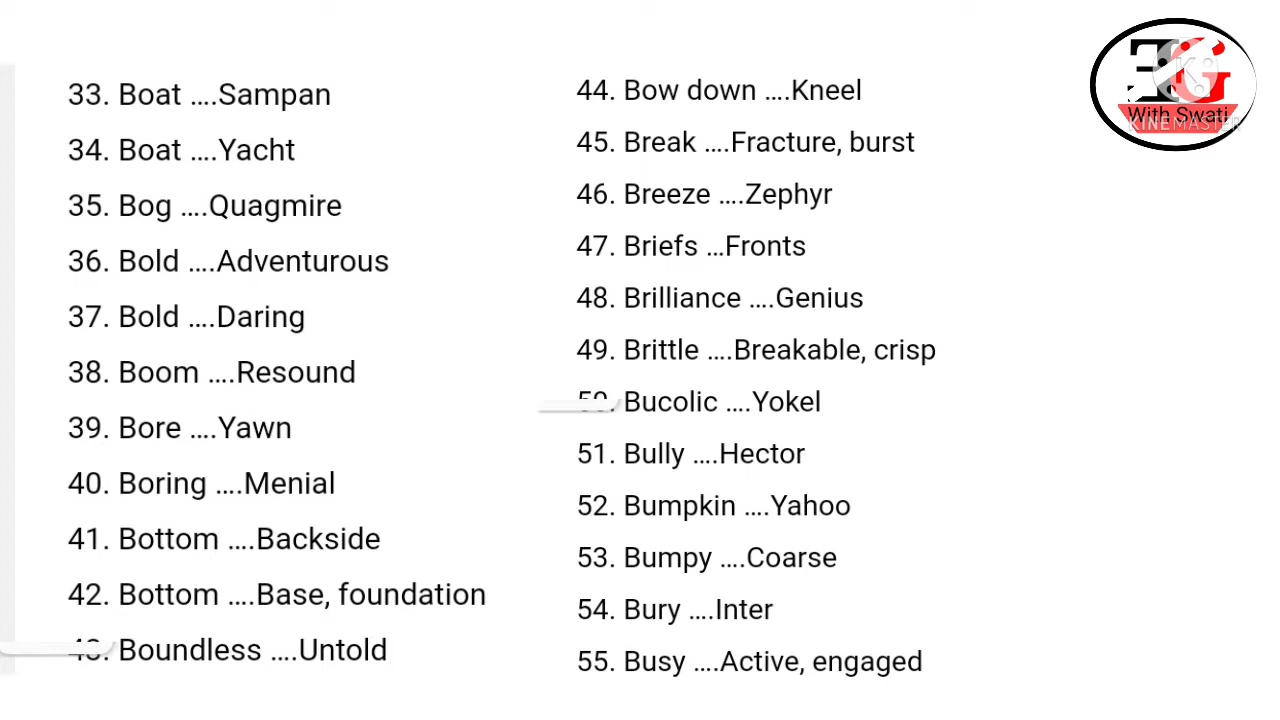 33. Boat ....Sampan
34. Boat ....Yacht
35. Bog ....Quagmire
36. Bold ....Adventurous
37. Bold ....Daring
38. Boom ....Resound
39. Bore ....Yawn
40. Boring ....Menial
41. Bottom ....Backside
42. Bottom ....Base, foundation
43. Boundless ....Untold
44. Bow down ....Kneel
45. Break ....Fracture, burst
46. Breeze ....Zephyr
47. Briefs ...Fronts
48. Brilliance ....Genius
49. Brittle ....Breakable, crisp
50. Bucolic ....Yokel
51. Bully ....Hector
52. Bumpkin ....Yahoo
53. Bumpy ....Coarse
54. Bury ....Inter
55. Busy ....Active, engaged
With Swati
KINEMASTER